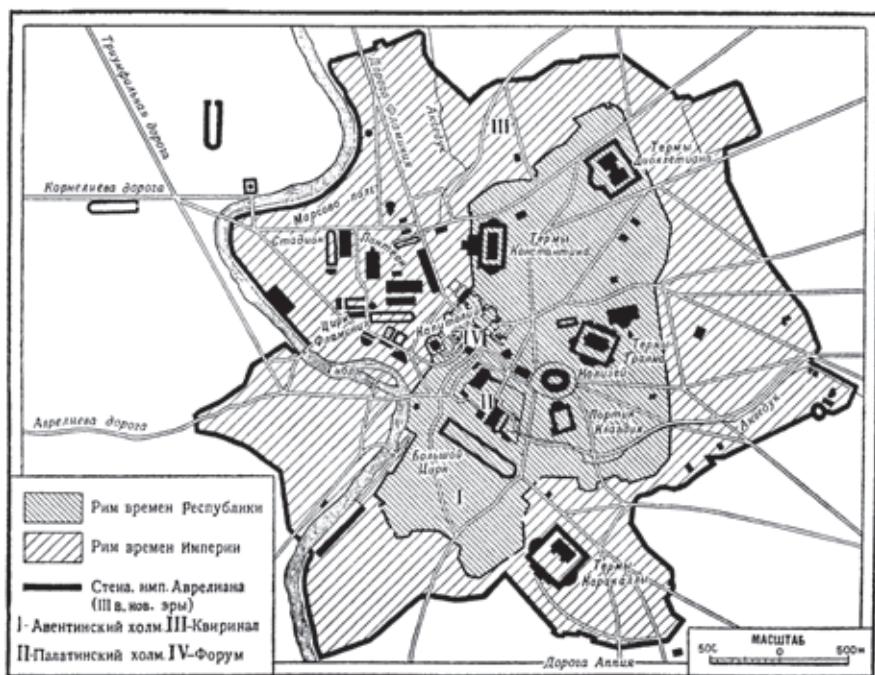 Триумфальная дорога
Дорога Фламиния
Акведук
III
Термы
Диоклетиана
Корнелиева дорога
Марсово поле
Стадион
Пантеон
Термы
Константина
Цирк
Фламиния
Капитолий
IV
Термы
Траяна
Колизей
Тибр
II
Портик
Клавдия
Акведук
Аврелиева дорога
Большой
Цирк
I
Термы
Каракаллы
Дорога Аппия
Рим времен Республики
Рим времен Империи
Стена имп. Аврелиана
(III в. нов. эры)
I-Авентинский холм. III-Квиринал
II-Палатинский холм. IV-Форум
МАСШТАБ
500 0 500м